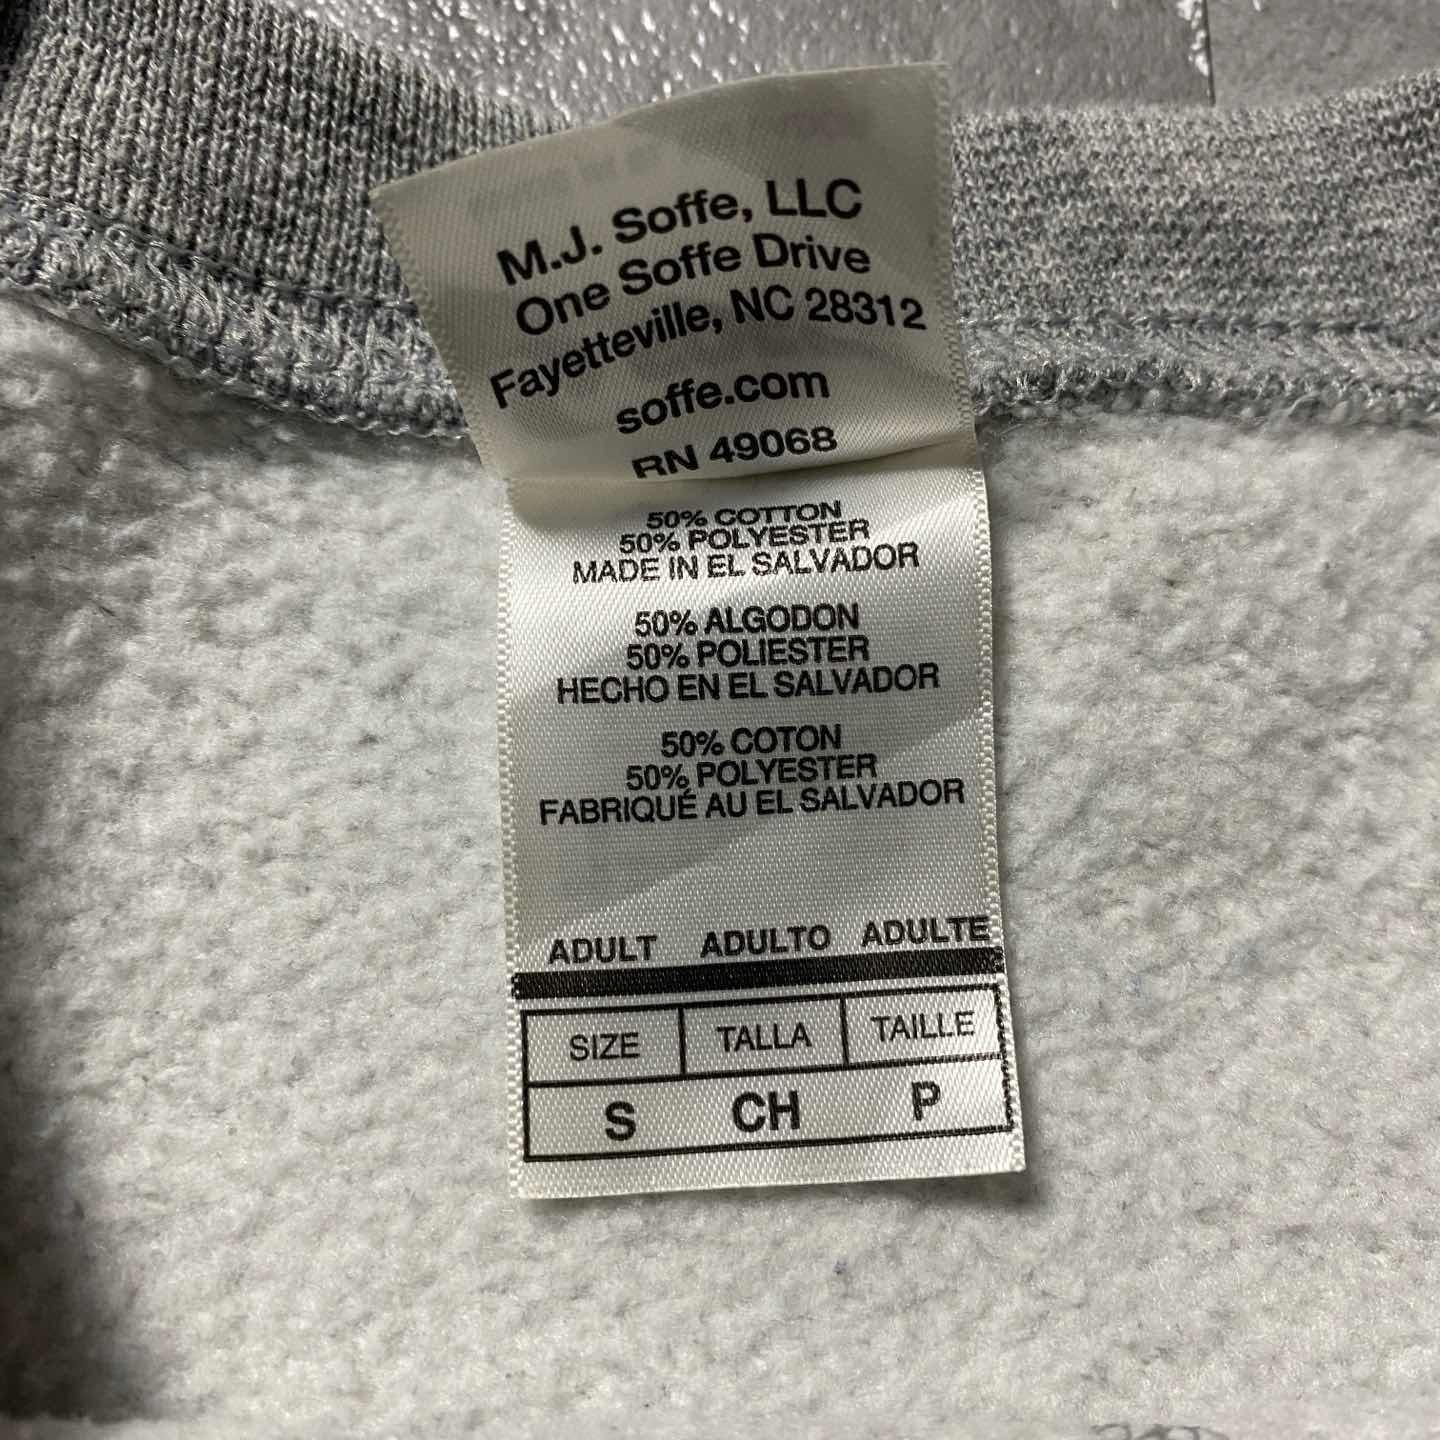 M.J. Soffe, LLC
One Soffe Drive
Fayetteville, NC 28312
soffe.com
RN 49068
50% COTTON
50% POLYESTER
MADE IN EL SALVADOR
50% ALGODON
50% POLIESTER
HECHO EN EL SALVADOR
50% COTON
50% POLYESTER
FABRIQUÉ AU EL SALVADOR
ADULT ADULTO ADULTE
SIZE TALLA TAILLE
S CH P